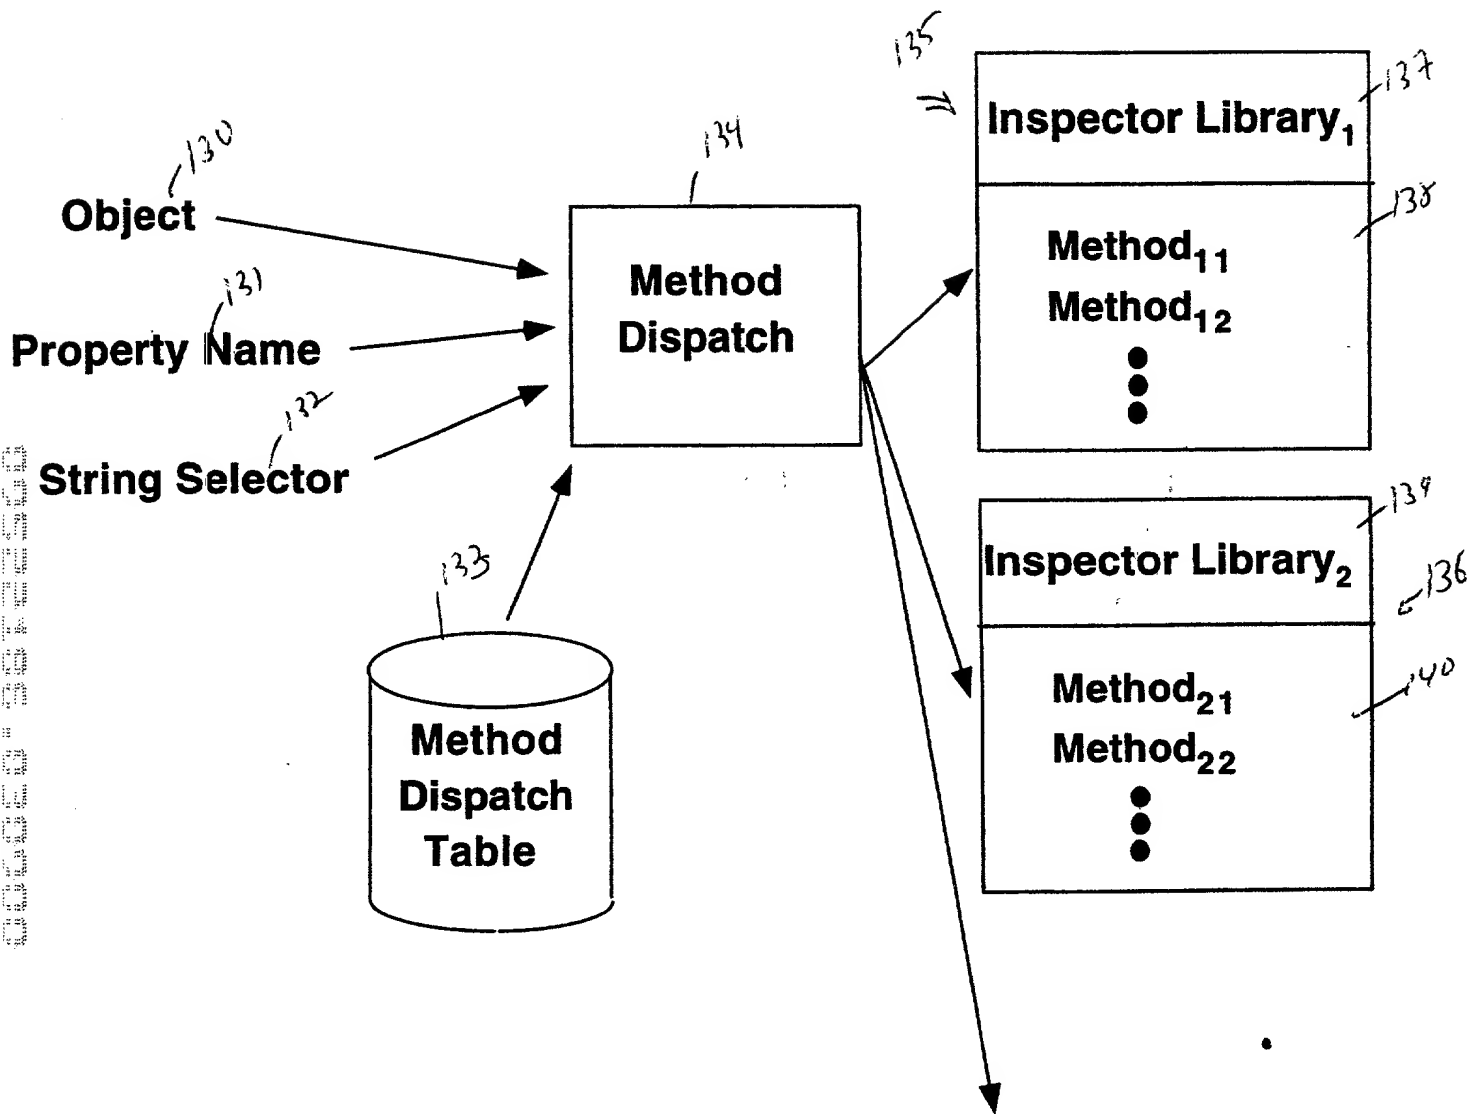 135
137
Inspector Library1
134
130
Object
138
Method11
Method12
Method
Dispatch
131
Property Name
132
String Selector
139
Inspector Library2
136
133
140
Method21
Method22
Method
Dispatch
Table